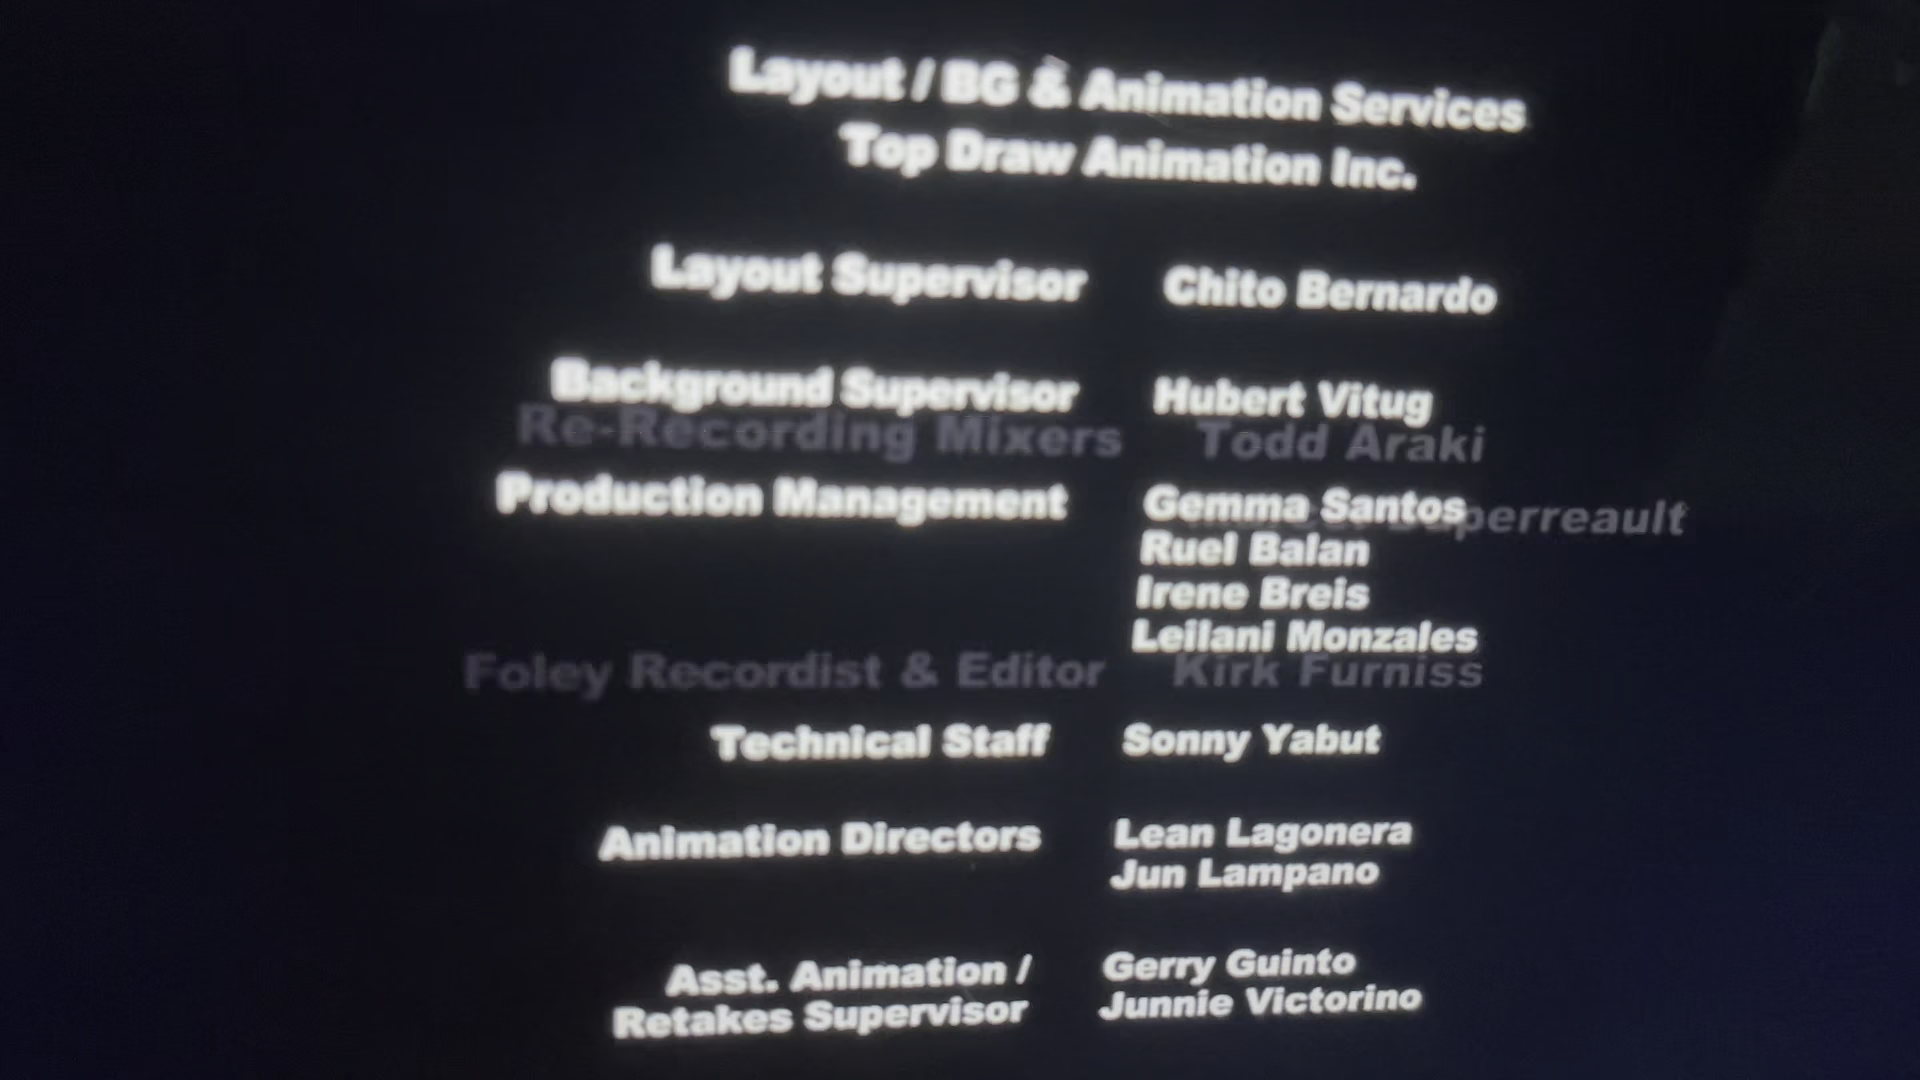 Layout / BG & Animation Services
Top Draw Animation Inc.
Layout Supervisor Chito Bernardo
Background Supervisor Hubert Vitug
Re-Recording Mixers Todd Araki
Production Management Gemma Santos
Ruel Balan
Irene Breis
Leilani Monzales
Foley Recordist & Editor Kirk Furniss
Technical Staff Sonny Yabut
Animation Directors Lean Lagonera
Jun Lampano
Asst. Animation / Gerry Guinto
Retakes Supervisor Junnie Victorino